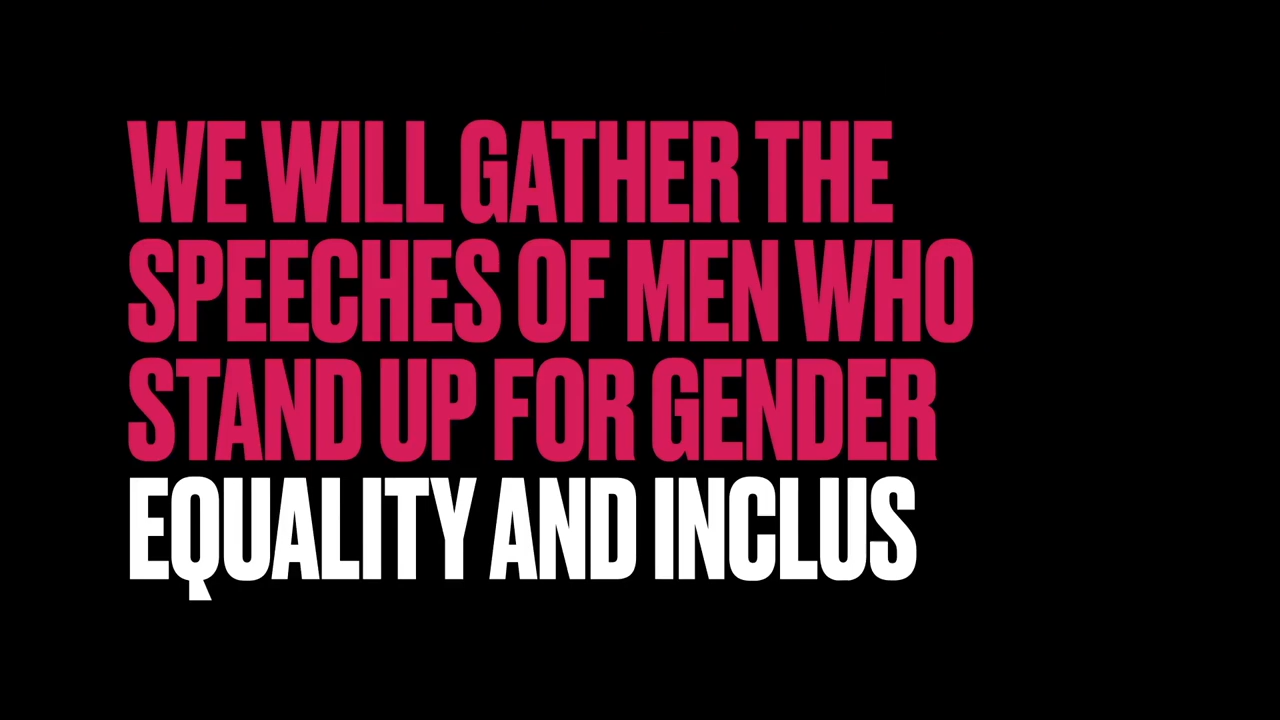 WE WILL GATHER THE
SPEECHES OF MEN WHO
STAND UP FOR GENDER
EQUALITY AND INCLUS